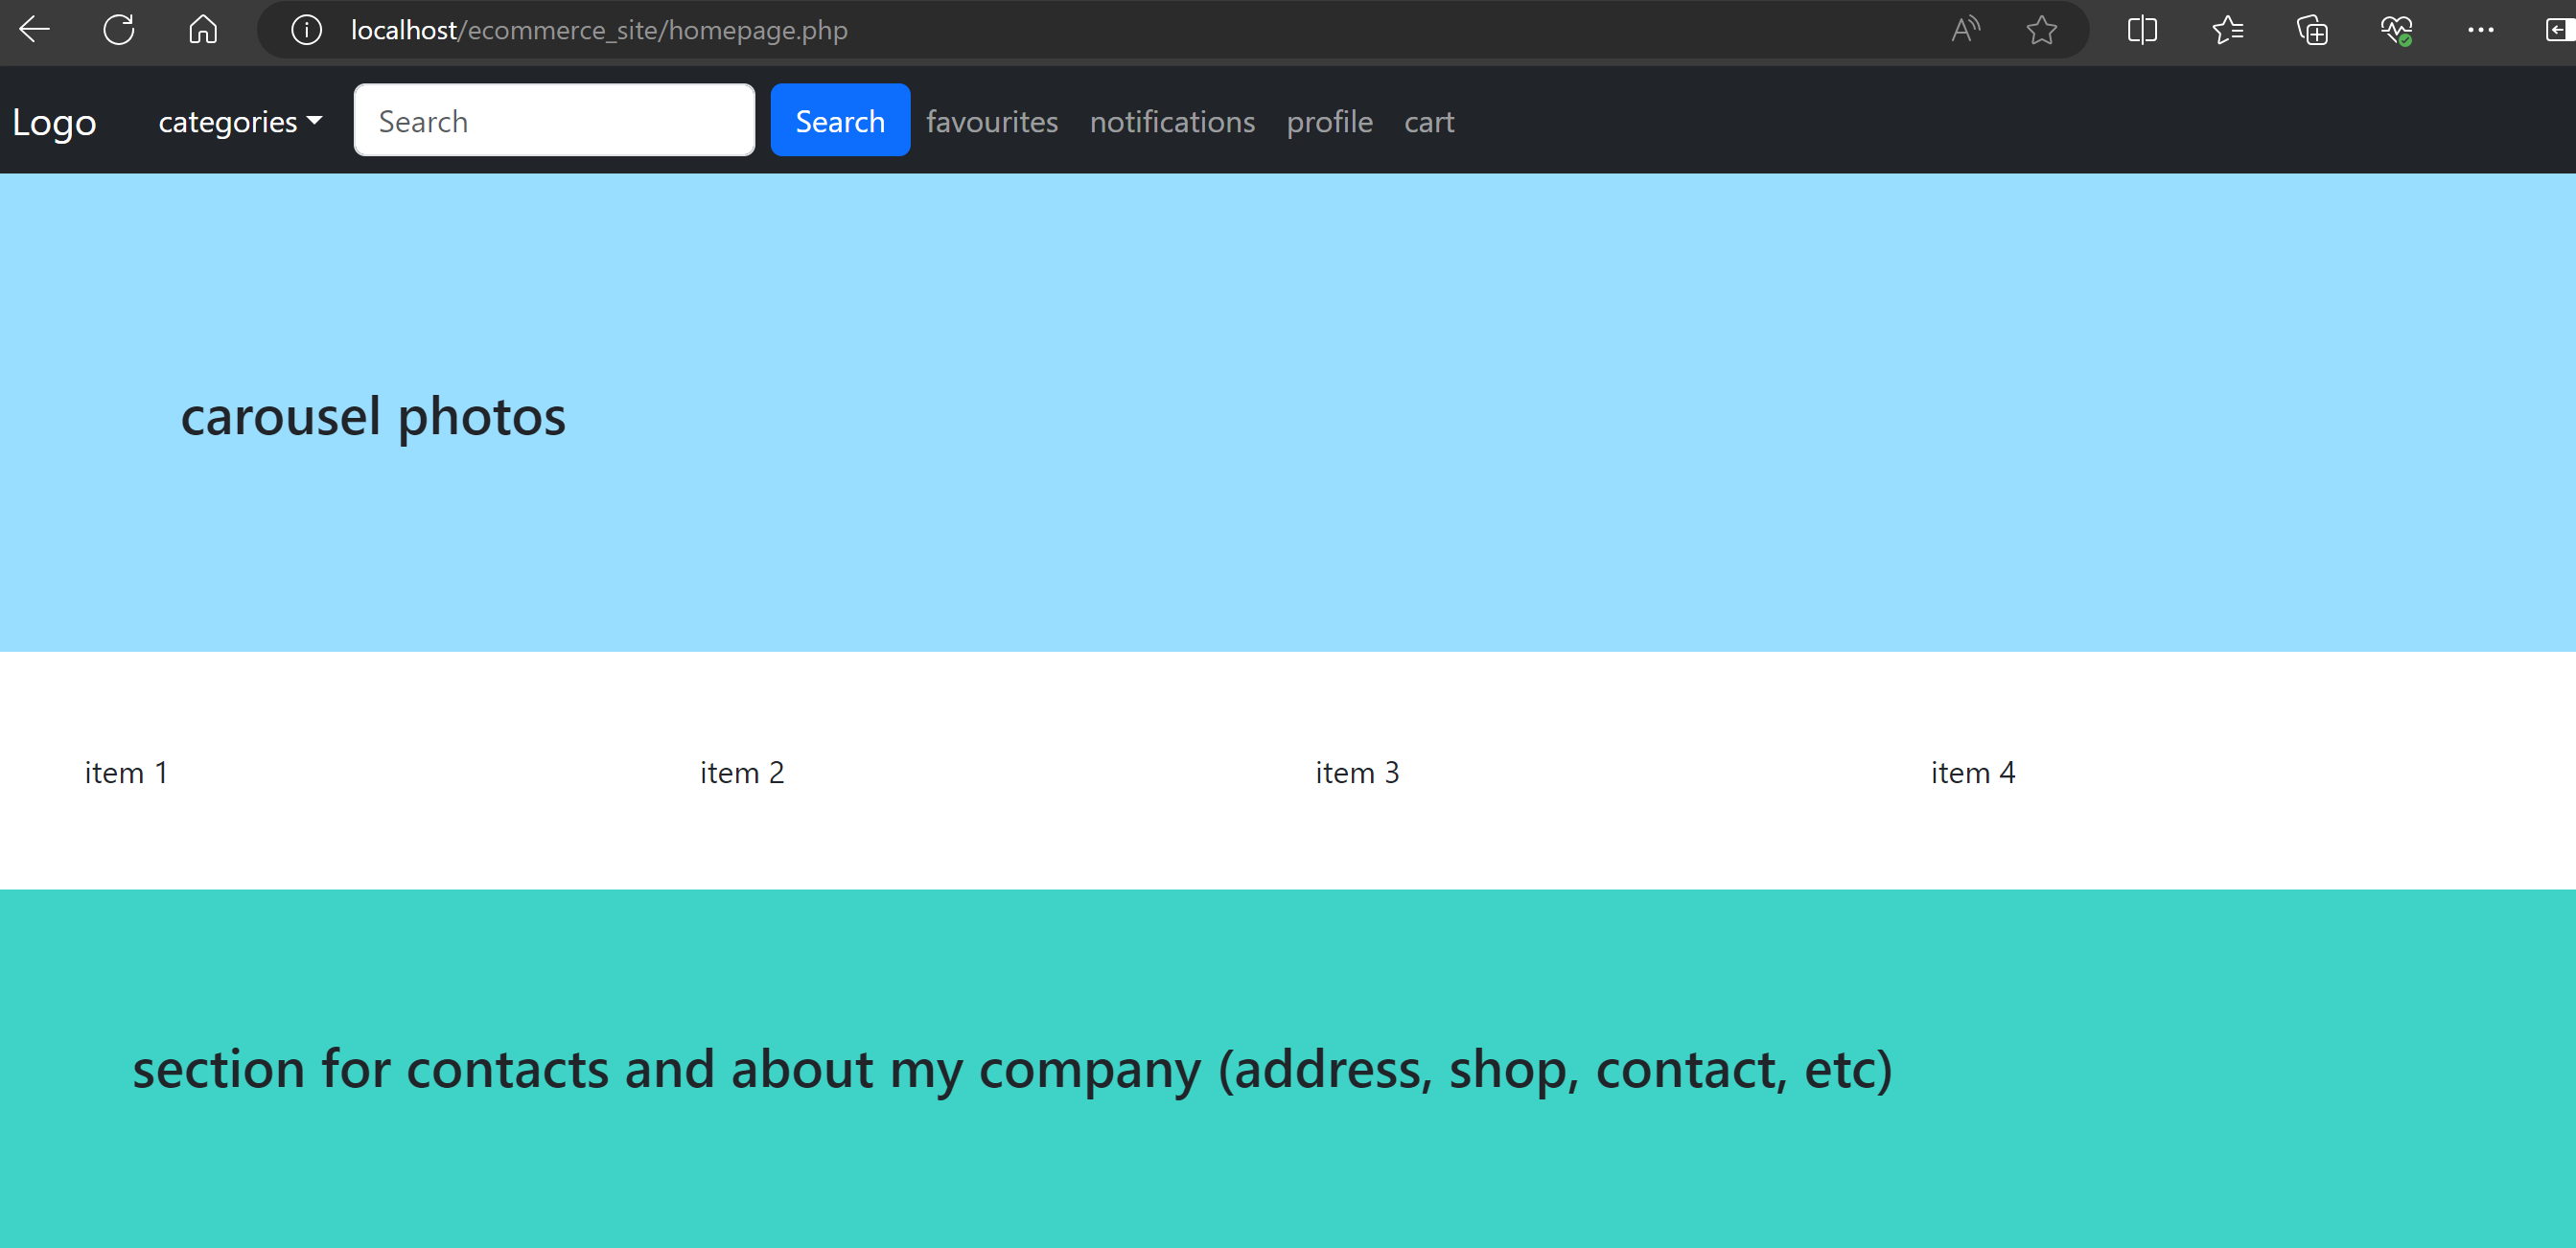 localhost/ecommerce_site/homepage.php
Logo categories Search Search favourites notifications profile cart
carousel photos
item 1 item 2 item 3 item 4
section for contacts and about my company (address, shop, contact, etc)